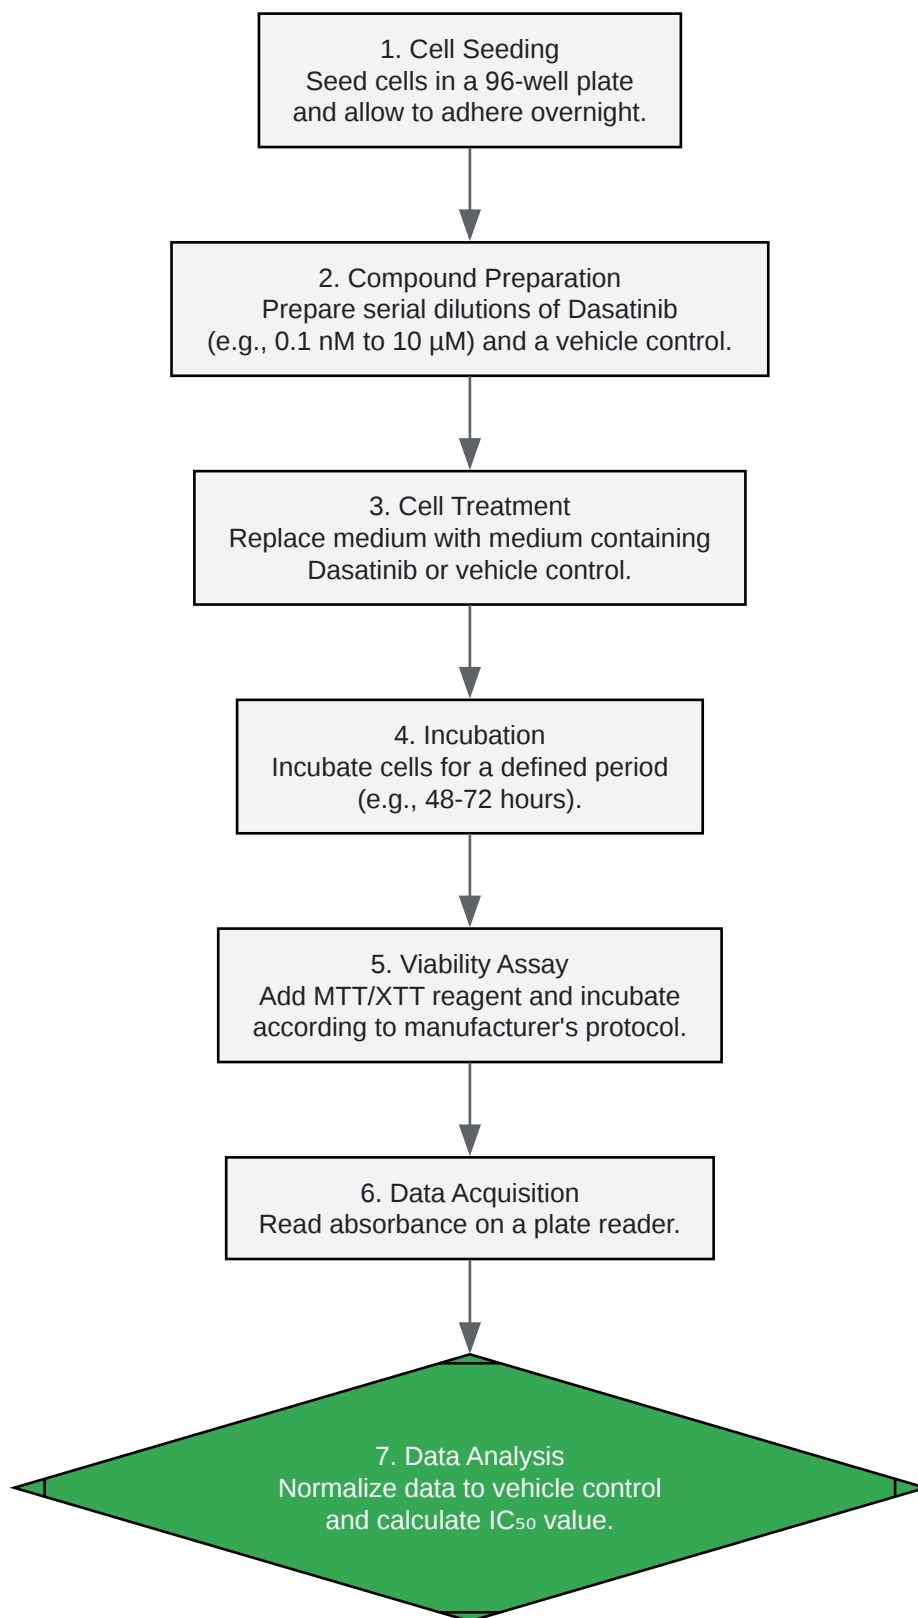 1. Cell Seeding
Seed cells in a 96-well plate
and allow to adhere overnight.
2. Compound Preparation
Prepare serial dilutions of Dasatinib
(e.g., 0.1 nM to 10 µM) and a vehicle control.
3. Cell Treatment
Replace medium with medium containing
Dasatinib or vehicle control.
4. Incubation
Incubate cells for a defined period
(e.g., 48-72 hours).
5. Viability Assay
Add MTT/XTT reagent and incubate
according to manufacturer's protocol.
6. Data Acquisition
Read absorbance on a plate reader.
7. Data Analysis
Normalize data to vehicle control
and calculate IC₅₀ value.